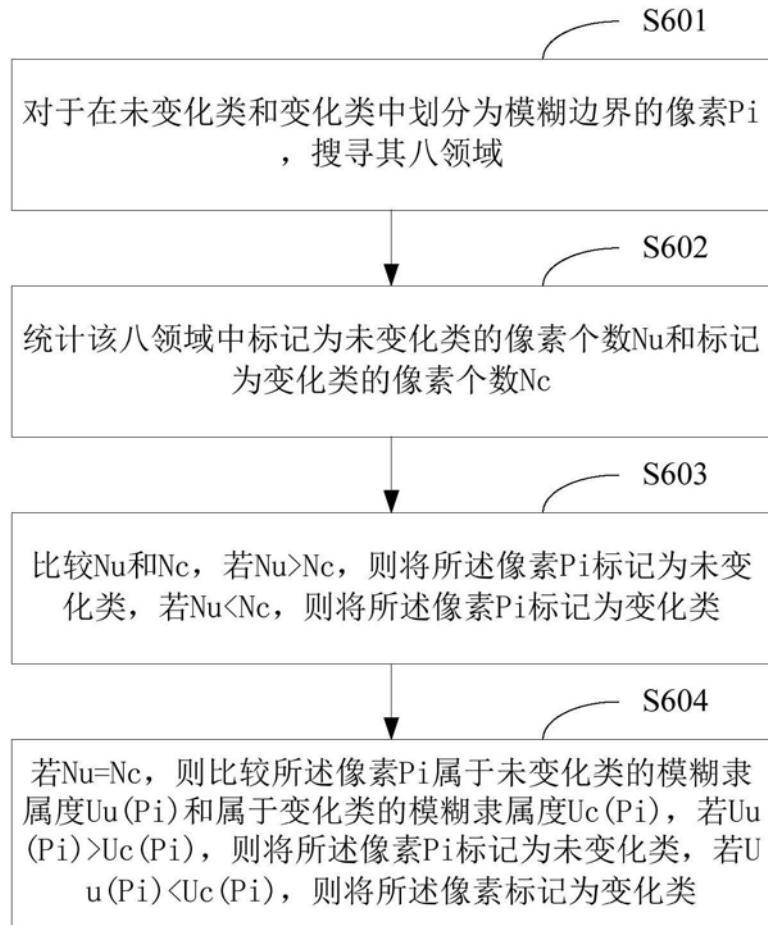 S601
对于在未变化类和变化类中划分为模糊边界的像素Pi
，搜寻其八领域
S602
统计该八领域中标记为未变化类的像素个数Nu和标记
为变化类的像素个数Nc
S603
比较Nu和Nc，若Nu>Nc，则将所述像素Pi标记为未变
化类，若Nu<Nc，则将所述像素Pi标记为变化类
S604
若Nu=Nc，则比较所述像素Pi属于未变化类的模糊隶
属度Uu(Pi)和属于变化类的模糊隶属度Uc(Pi)，若Uu
(Pi)>Uc(Pi)，则将所述像素Pi标记为未变化类，若U
u(Pi)<Uc(Pi)，则将所述像素标记为变化类